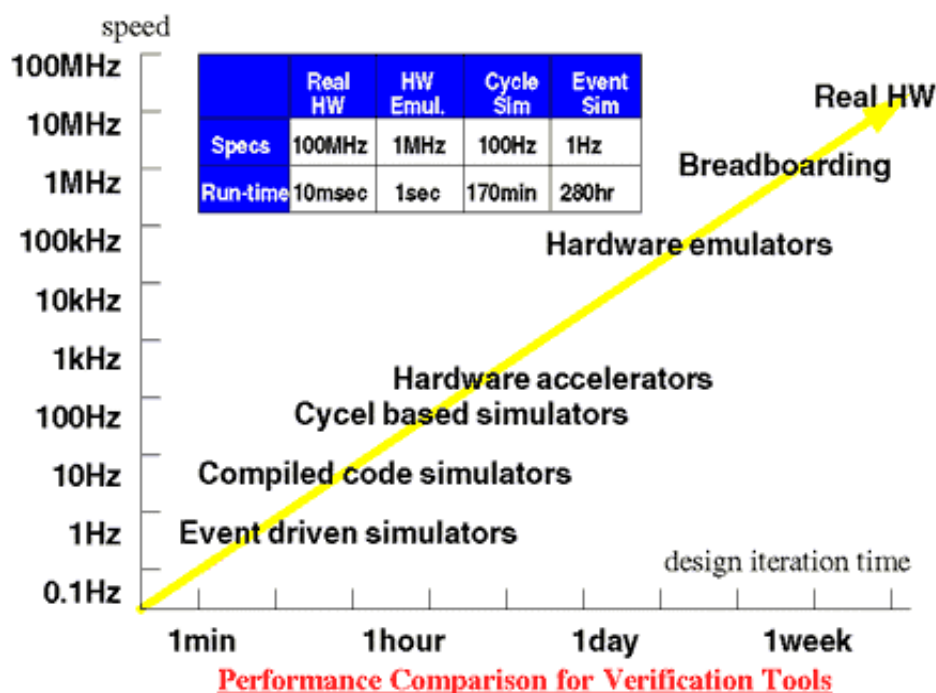 speed
100MHz
10MHz
1MHz
100kHz
10kHz
1kHz
100Hz
10Hz
1Hz
0.1Hz
Real HW HW Emul. Cycle Sim Event Sim
Specs 100MHz 1MHz 100Hz 1Hz
Run-time 10msec 1sec 170min 280hr
Real HW
Breadboarding
Hardware emulators
Hardware accelerators
Cycel based simulators
Compiled code simulators
Event driven simulators
design iteration time
1min 1hour 1day 1week
Performance Comparison for Verification Tools